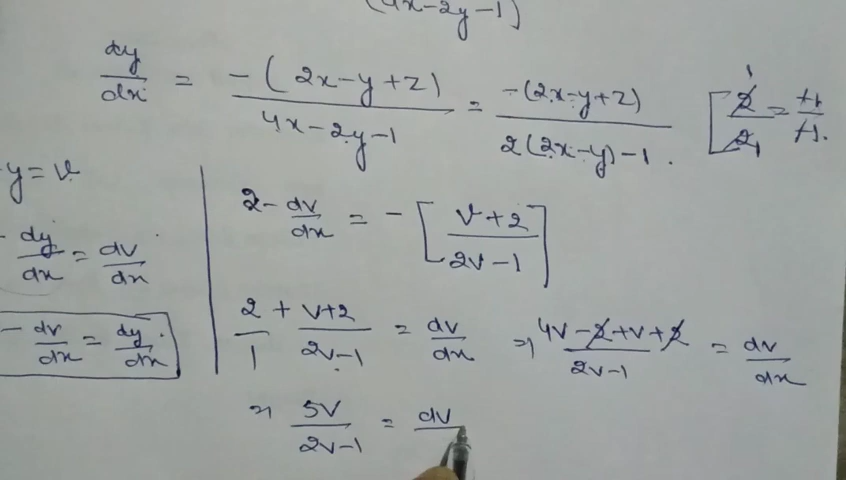 (4x-2y-1)
dy/dx = -(2x-y+2)/4x-2y-1 = -(2x-y+2)/2(2x-y)-1. [2/2 1 1 = +1/+1.
-y=v
2 - dv/dx = -[v+2/2v-1]
- dy/dx = dv/dx
2/1 + v+2/2v-1 = dv/dx ⇒ 4v-2+v+2/2v-1 = dv/dx
- dv/dx = dy/dx.
⇒ 5v/2v-1 = dv